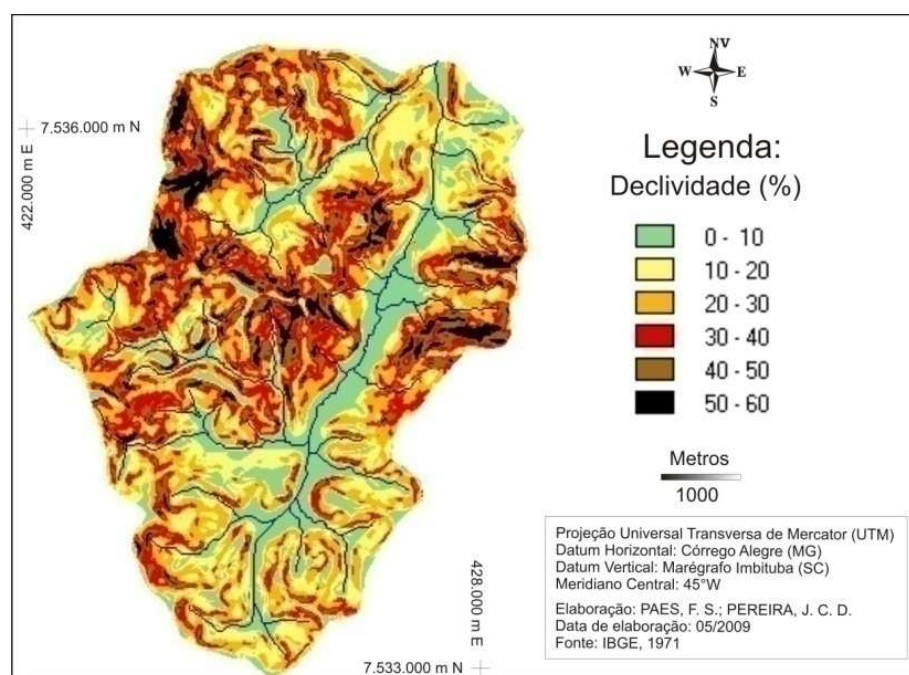 NV
W E
S
7.536.000 m N
422.000 m E
Legenda:
Declividade (%)
0 - 10
10 - 20
20 - 30
30 - 40
40 - 50
50 - 60
Metros
1000
Projeção Universal Transversa de Mercator (UTM)
Datum Horizontal: Córrego Alegre (MG)
Datum Vertical: Marégrafo Imbituba (SC)
Meridiano Central: 45°W
Elaboração: PAES, F. S.; PEREIRA, J. C. D.
Data de elaboração: 05/2009
Fonte: IBGE, 1971
428.000 m E
7.533.000 m N